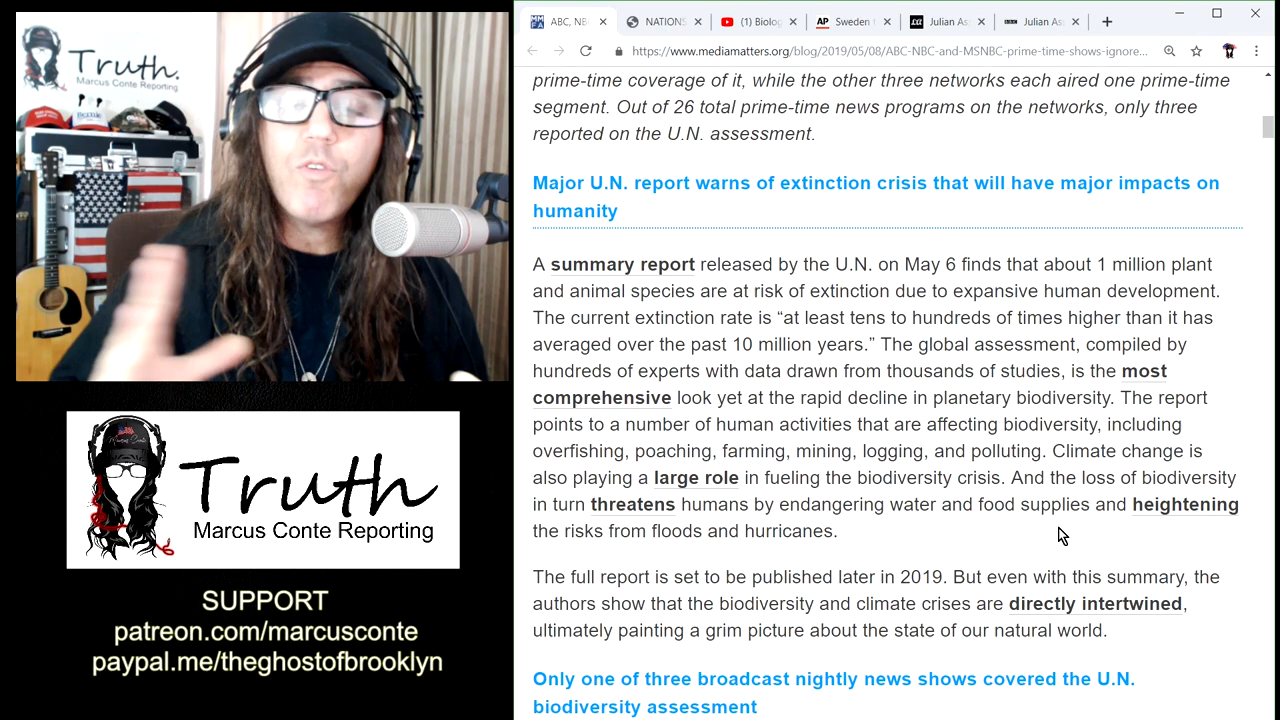 Truth.
Marcus Conte Reporting
Bernie
ABC, NB
NATIONS
(1) Biolog
AP Sweden t
Julian As
Julian As
https://www.mediamatters.org/blog/2019/05/08/ABC-NBC-and-MSNBC-prime-time-shows-ignore...
prime-time coverage of it, while the other three networks each aired one prime-time
segment. Out of 26 total prime-time news programs on the networks, only three
reported on the U.N. assessment.
Major U.N. report warns of extinction crisis that will have major impacts on
humanity
A summary report released by the U.N. on May 6 finds that about 1 million plant
and animal species are at risk of extinction due to expansive human development.
The current extinction rate is “at least tens to hundreds of times higher than it has
averaged over the past 10 million years.” The global assessment, compiled by
hundreds of experts with data drawn from thousands of studies, is the most
comprehensive look yet at the rapid decline in planetary biodiversity. The report
points to a number of human activities that are affecting biodiversity, including
overfishing, poaching, farming, mining, logging, and polluting. Climate change is
also playing a large role in fueling the biodiversity crisis. And the loss of biodiversity
in turn threatens humans by endangering water and food supplies and heightening
the risks from floods and hurricanes.
The full report is set to be published later in 2019. But even with this summary, the
authors show that the biodiversity and climate crises are directly intertwined,
ultimately painting a grim picture about the state of our natural world.
Only one of three broadcast nightly news shows covered the U.N.
biodiversity assessment
Truth
Marcus Conte Reporting
SUPPORT
patreon.com/marcusconte
paypal.me/theghostofbrooklyn